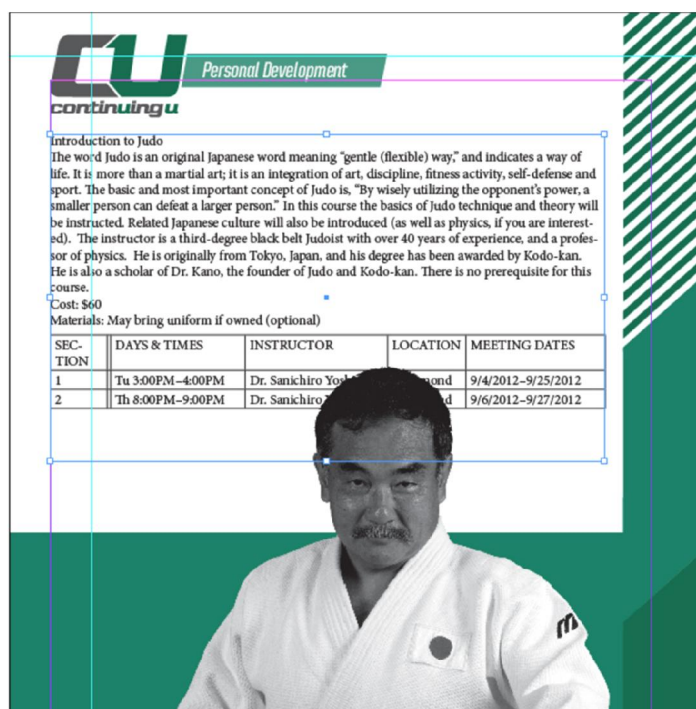 CU
Personal Development
continuing u
Introduction to Judo
The word Judo is an original Japanese word meaning “gentle (flexible) way,” and indicates a way of
life. It is more than a martial art; it is an integration of art, discipline, fitness activity, self-defense and
sport. The basic and most important concept of Judo is, “By wisely utilizing the opponent’s power, a
smaller person can defeat a larger person.” In this course the basics of Judo technique and theory will
be instructed. Related Japanese culture will also be introduced (as well as physics, if you are interest-
ed).  The instructor is a third-degree black belt Judoist with over 40 years of experience, and a profes-
sor of physics.  He is originally from Tokyo, Japan, and his degree has been awarded by Kodo-kan.
He is also a scholar of Dr. Kano, the founder of Judo and Kodo-kan. There is no prerequisite for this
course.
Cost: $60
Materials: May bring uniform if owned (optional)
SEC- DAYS & TIMES INSTRUCTOR LOCATION MEETING DATES
TION
1 Tu 3:00PM–4:00PM Dr. Sanichiro 9/4/2012–9/25/2012
2 Th 8:00PM–9:00PM Dr. Sanichiro 9/6/2012–9/27/2012